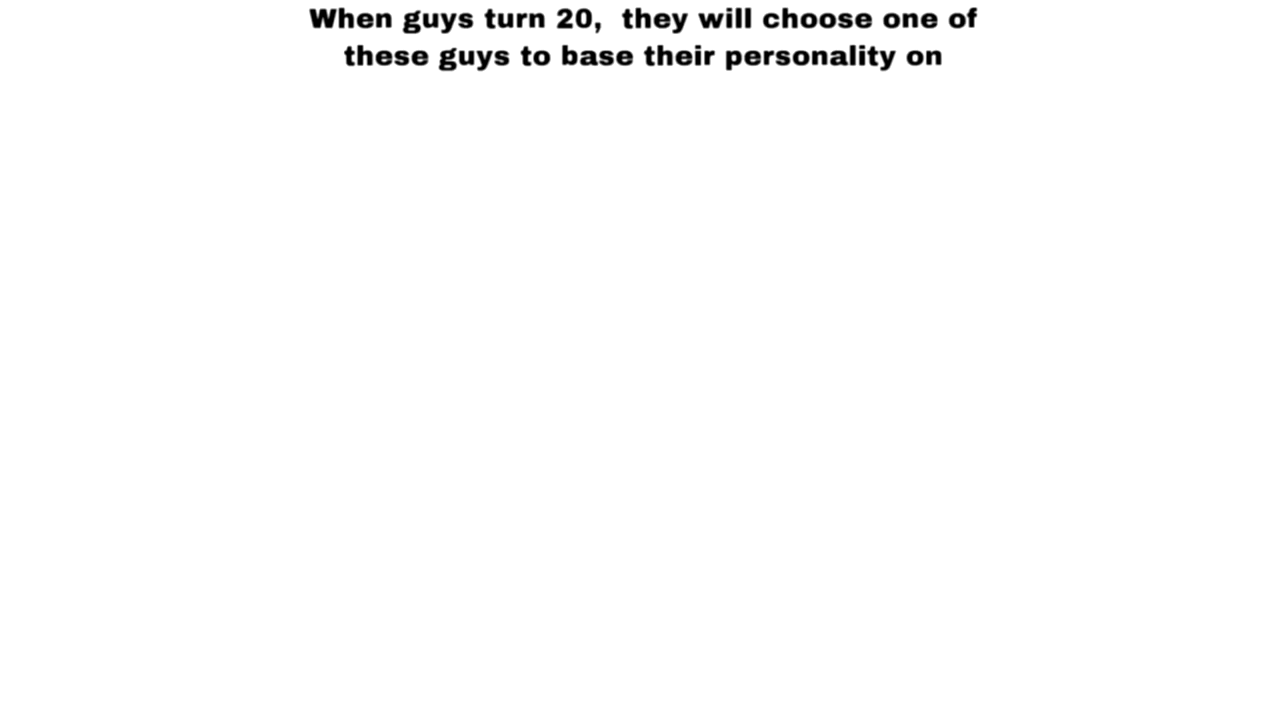 When guys turn 20,  they will choose one of
these guys to base their personality on